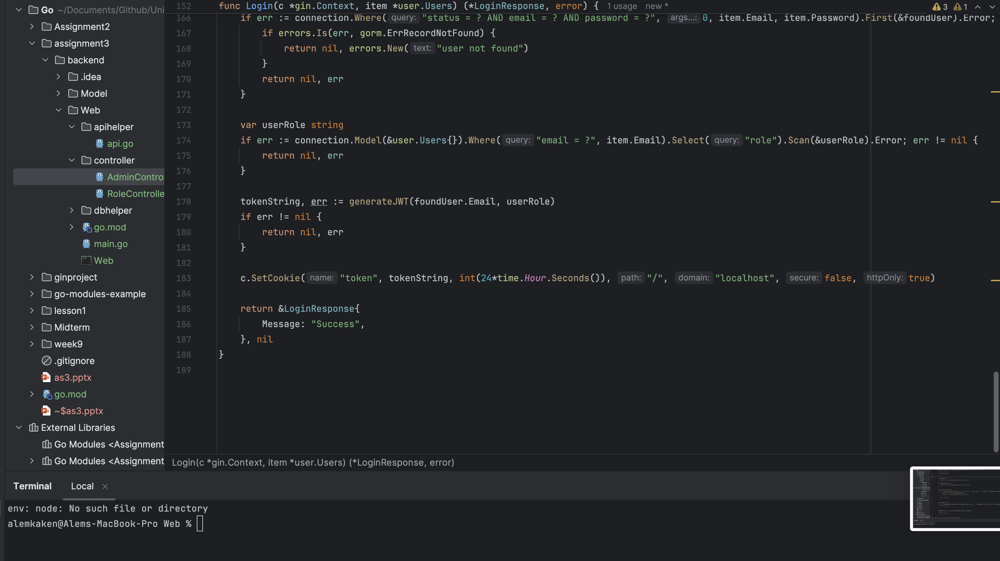 Go ~/Documents/Github/Uni
Assignment2
assignment3
backend
.idea
Model
Web
apihelper
api.go
controller
AdminContro
RoleControlle
dbhelper
go.mod
main.go
Web
ginproject
go-modules-example
lesson1
Midterm
week9
.gitignore
as3.pptx
go.mod
~$as3.pptx
External Libraries
Go Modules <Assignment
Go Modules <Assignment
152 func Login(c *gin.Context, item *user.Users) (*LoginResponse, error) { 1 usage new * 3 1
166 if err := connection.Where( query: "status = ? AND email = ? AND password = ?", args...: 0, item.Email, item.Password).First(&foundUser).Error;
167 if errors.Is(err, gorm.ErrRecordNotFound) {
168 return nil, errors.New( text: "user not found")
169 }
170 return nil, err
171 }
172
173 var userRole string
174 if err := connection.Model(&user.Users{}).Where( query: "email = ?", item.Email).Select( query: "role").Scan(&userRole).Error; err != nil {
175 return nil, err
176 }
177
178 tokenString, err := generateJWT(foundUser.Email, userRole)
179 if err != nil {
180 return nil, err
181 }
182
183 c.SetCookie( name: "token", tokenString, int(24*time.Hour.Seconds()), path: "/", domain: "localhost", secure: false, httpOnly: true)
184
185 return &LoginResponse{
186 Message: "Success",
187 }, nil
188 }
189
Login(c *gin.Context, item *user.Users) (*LoginResponse, error)
Terminal Local
env: node: No such file or directory
alemkaken@Alems-MacBook-Pro Web %